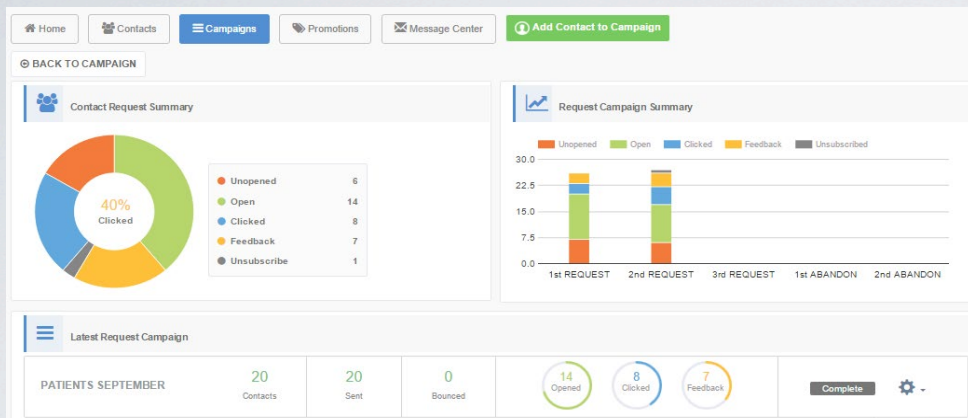 Home Contacts Campaigns Promotions Message Center Add Contact to Campaign
BACK TO CAMPAIGN
Contact Request Summary
40%
Clicked
Unopened 6
Open 14
Clicked 8
Feedback 7
Unsubscribe 1
Request Campaign Summary
Unopened Open Clicked Feedback Unsubscribed
30.0
22.5
15.0
7.5
0.0
1st REQUEST 2nd REQUEST 3rd REQUEST 1st ABANDON 2nd ABANDON
Latest Request Campaign
PATIENTS SEPTEMBER
20
Contacts
20
Sent
0
Bounced
14
Opened
8
Clicked
7
Feedback
Complete